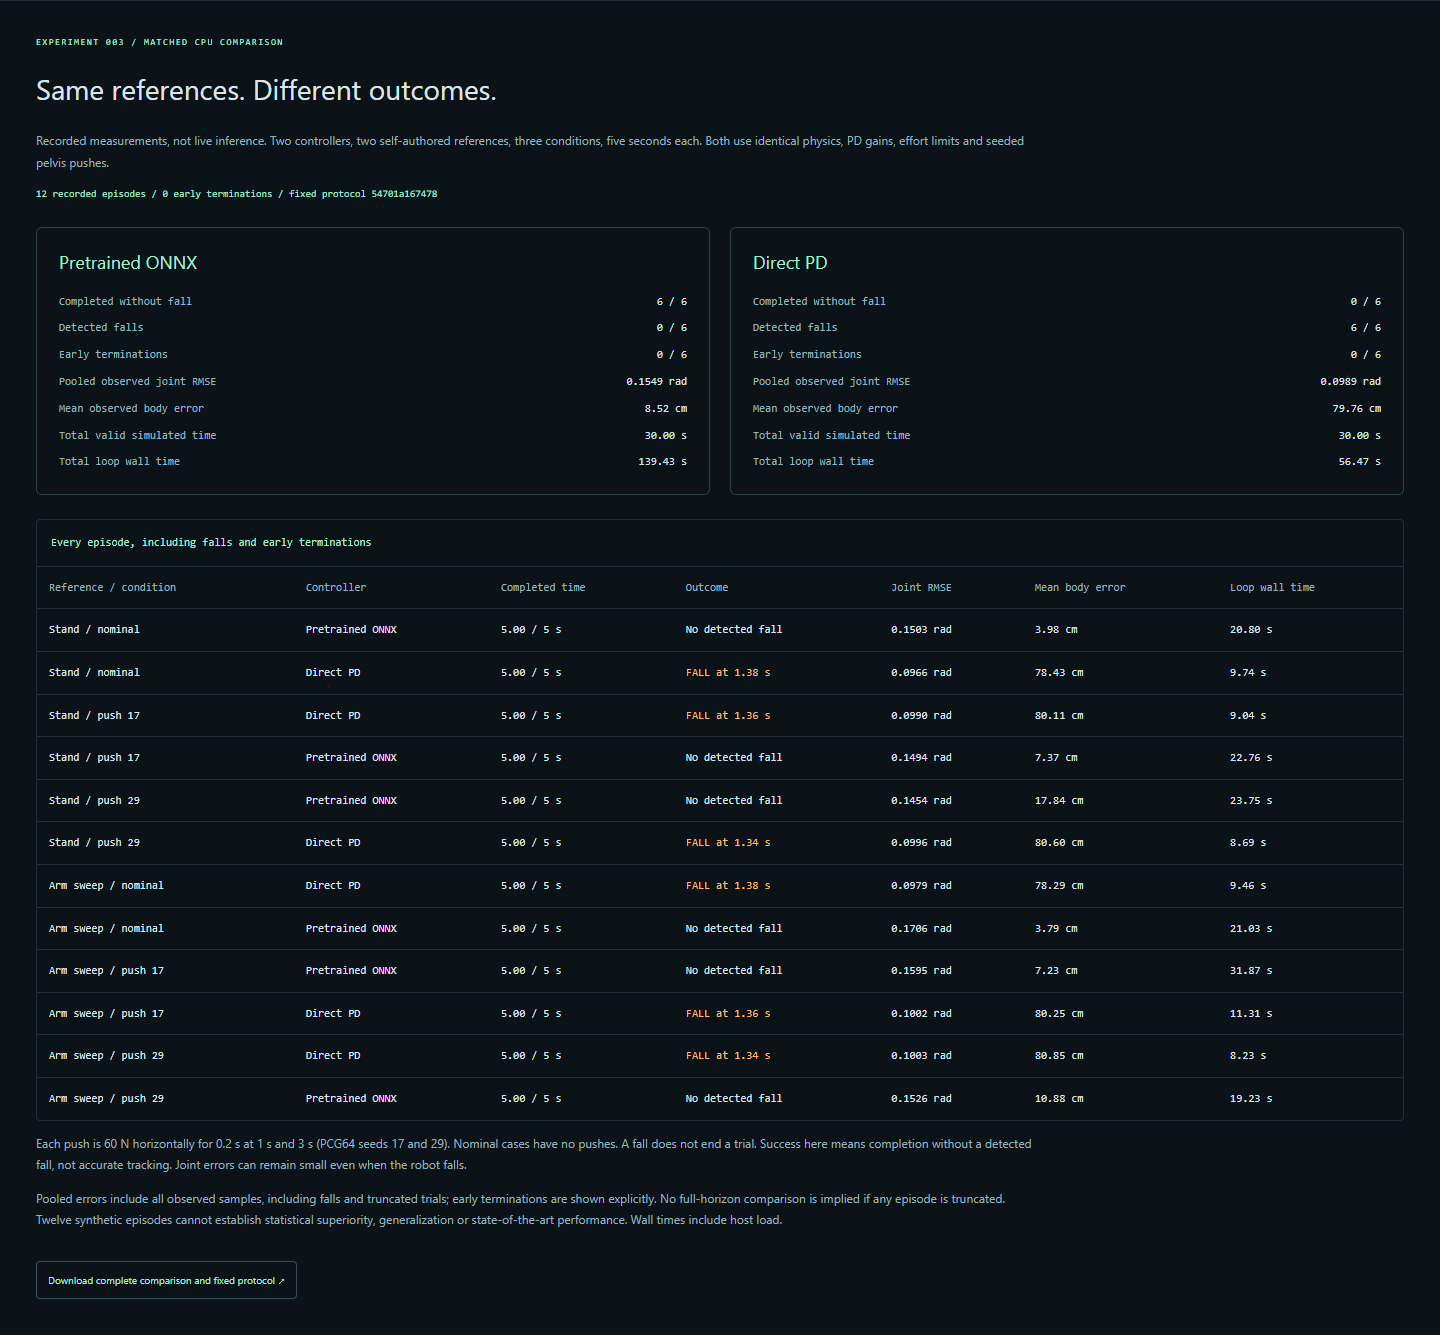 EXPERIMENT 003 / MATCHED CPU COMPARISON
Same references. Different outcomes.
Recorded measurements, not live inference. Two controllers, two self-authored references, three conditions, five seconds each. Both use identical physics, PD gains, effort limits and seeded
pelvis pushes.
12 recorded episodes / 0 early terminations / fixed protocol 54701a167478
Pretrained ONNX
Completed without fall 6 / 6
Detected falls 0 / 6
Early terminations 0 / 6
Pooled observed joint RMSE 0.1549 rad
Mean observed body error 8.52 cm
Total valid simulated time 30.00 s
Total loop wall time 139.43 s
Direct PD
Completed without fall 0 / 6
Detected falls 6 / 6
Early terminations 0 / 6
Pooled observed joint RMSE 0.0989 rad
Mean observed body error 79.76 cm
Total valid simulated time 30.00 s
Total loop wall time 56.47 s
Every episode, including falls and early terminations
Reference / condition Controller Completed time Outcome Joint RMSE Mean body error Loop wall time
Stand / nominal Pretrained ONNX 5.00 / 5 s No detected fall 0.1503 rad 3.98 cm 20.80 s
Stand / nominal Direct PD 5.00 / 5 s FALL at 1.38 s 0.0966 rad 78.43 cm 9.74 s
Stand / push 17 Direct PD 5.00 / 5 s FALL at 1.36 s 0.0990 rad 80.11 cm 9.04 s
Stand / push 17 Pretrained ONNX 5.00 / 5 s No detected fall 0.1494 rad 7.37 cm 22.76 s
Stand / push 29 Pretrained ONNX 5.00 / 5 s No detected fall 0.1454 rad 17.84 cm 23.75 s
Stand / push 29 Direct PD 5.00 / 5 s FALL at 1.34 s 0.0996 rad 80.60 cm 8.69 s
Arm sweep / nominal Direct PD 5.00 / 5 s FALL at 1.38 s 0.0979 rad 78.29 cm 9.46 s
Arm sweep / nominal Pretrained ONNX 5.00 / 5 s No detected fall 0.1706 rad 3.79 cm 21.03 s
Arm sweep / push 17 Pretrained ONNX 5.00 / 5 s No detected fall 0.1595 rad 7.23 cm 31.87 s
Arm sweep / push 17 Direct PD 5.00 / 5 s FALL at 1.36 s 0.1002 rad 80.25 cm 11.31 s
Arm sweep / push 29 Direct PD 5.00 / 5 s FALL at 1.34 s 0.1003 rad 80.85 cm 8.23 s
Arm sweep / push 29 Pretrained ONNX 5.00 / 5 s No detected fall 0.1526 rad 10.88 cm 19.23 s
Each push is 60 N horizontally for 0.2 s at 1 s and 3 s (PCG64 seeds 17 and 29). Nominal cases have no pushes. A fall does not end a trial. Success here means completion without a detected
fall, not accurate tracking. Joint errors can remain small even when the robot falls.
Pooled errors include all observed samples, including falls and truncated trials; early terminations are shown explicitly. No full-horizon comparison is implied if any episode is truncated.
Twelve synthetic episodes cannot establish statistical superiority, generalization or state-of-the-art performance. Wall times include host load.
Download complete comparison and fixed protocol ↗